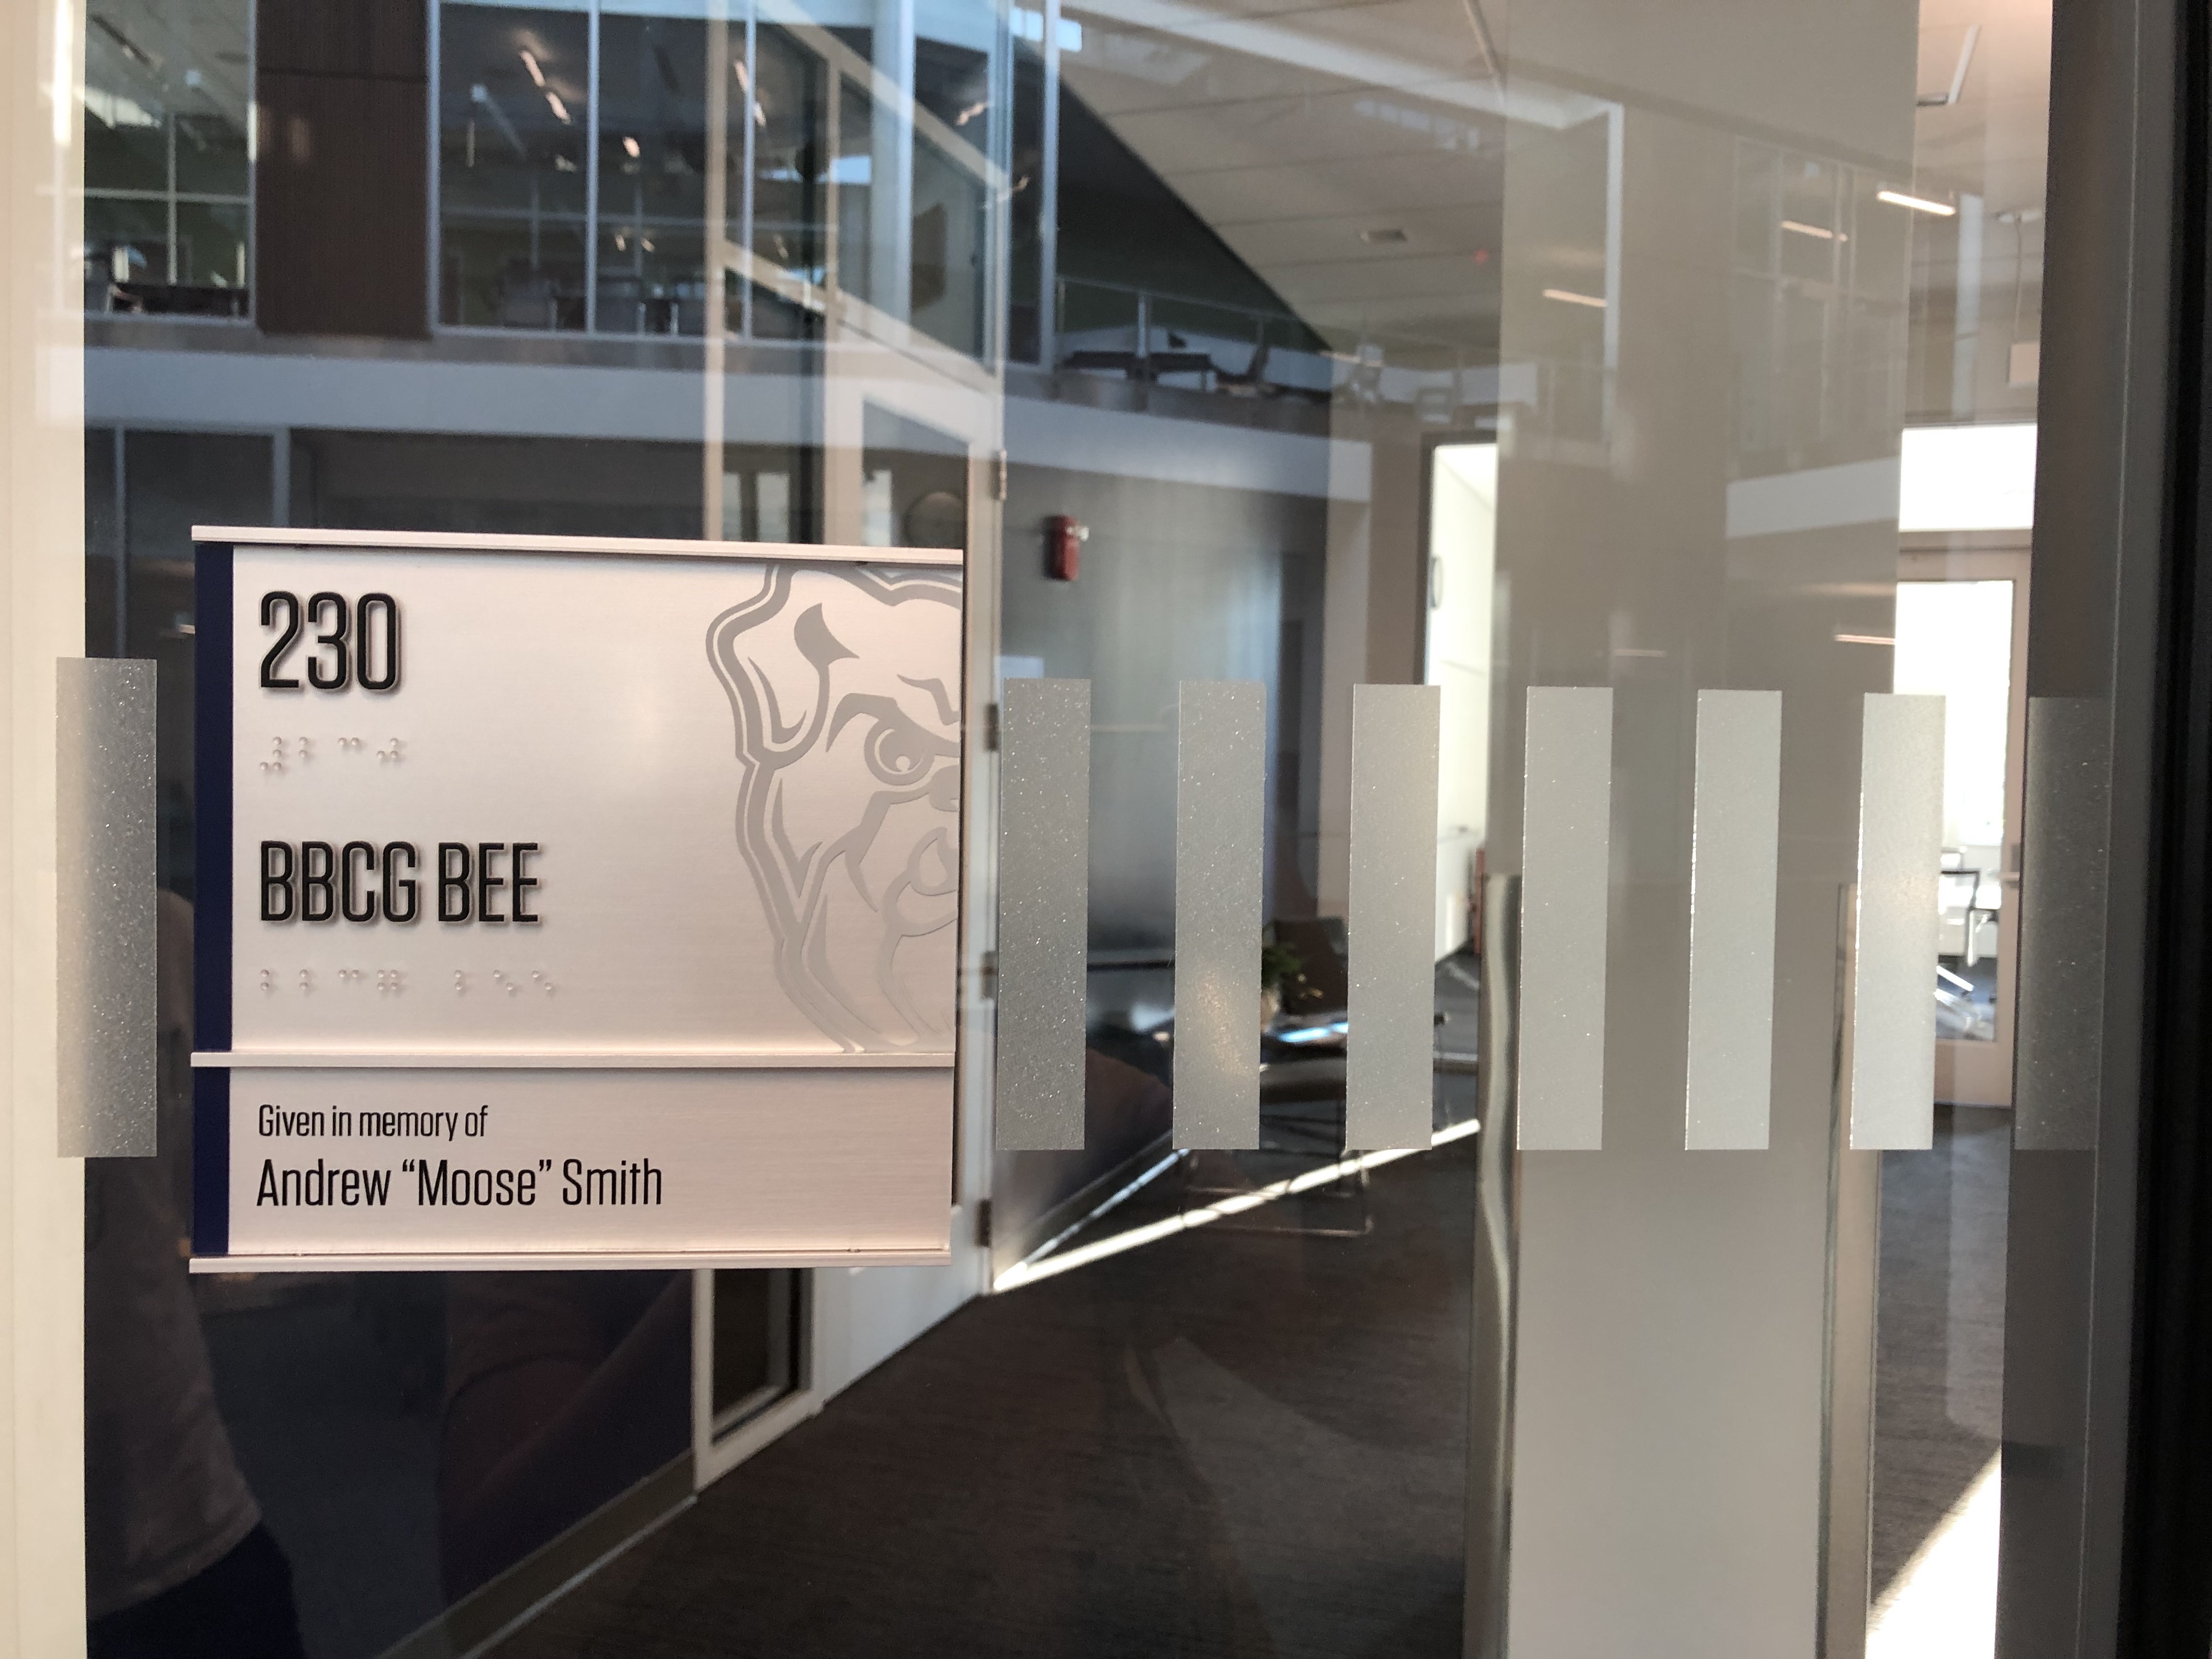 230
BBCG BEE
Given in memory of
Andrew “Moose” Smith